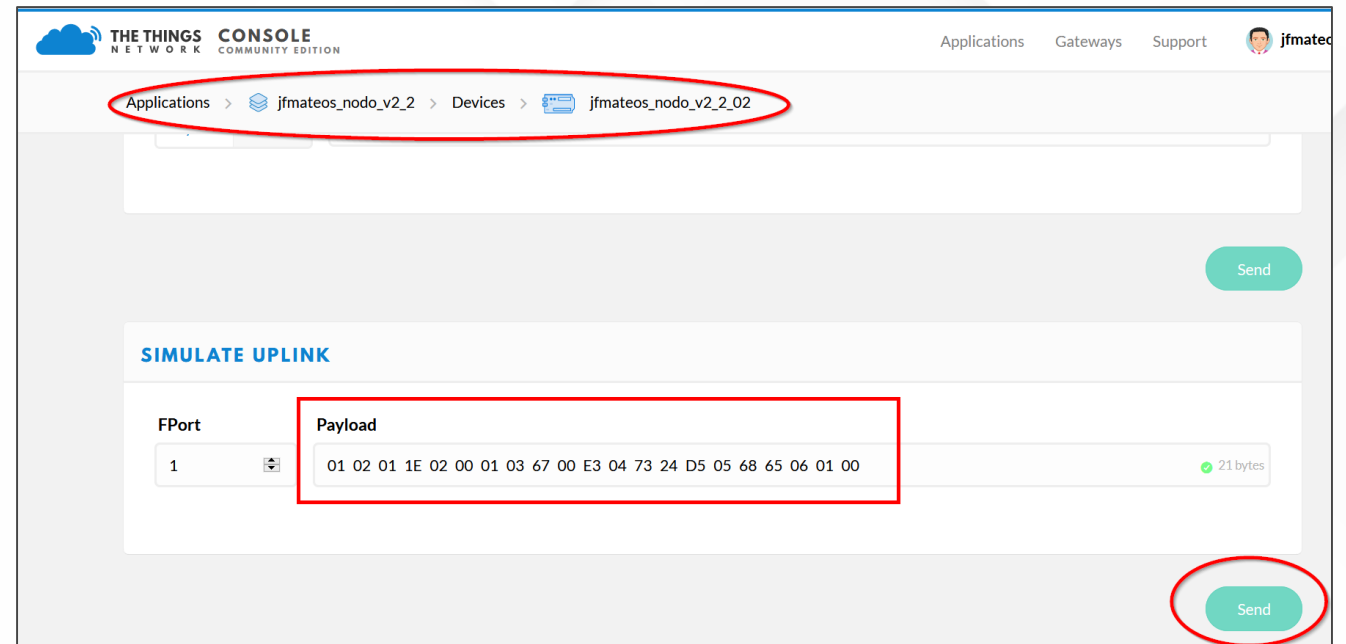 THE THINGS CONSOLE
NETWORK COMMUNITY EDITION
Applications Gateways Support jfmateo
Applications > jfmateos_nodo_v2_2 > Devices > jfmateos_nodo_v2_2_02
Send
SIMULATE UPLINK
FPort Payload
1 01 02 01 1E 02 00 01 03 67 00 E3 04 73 24 D5 05 68 65 06 01 00 21 bytes
Send